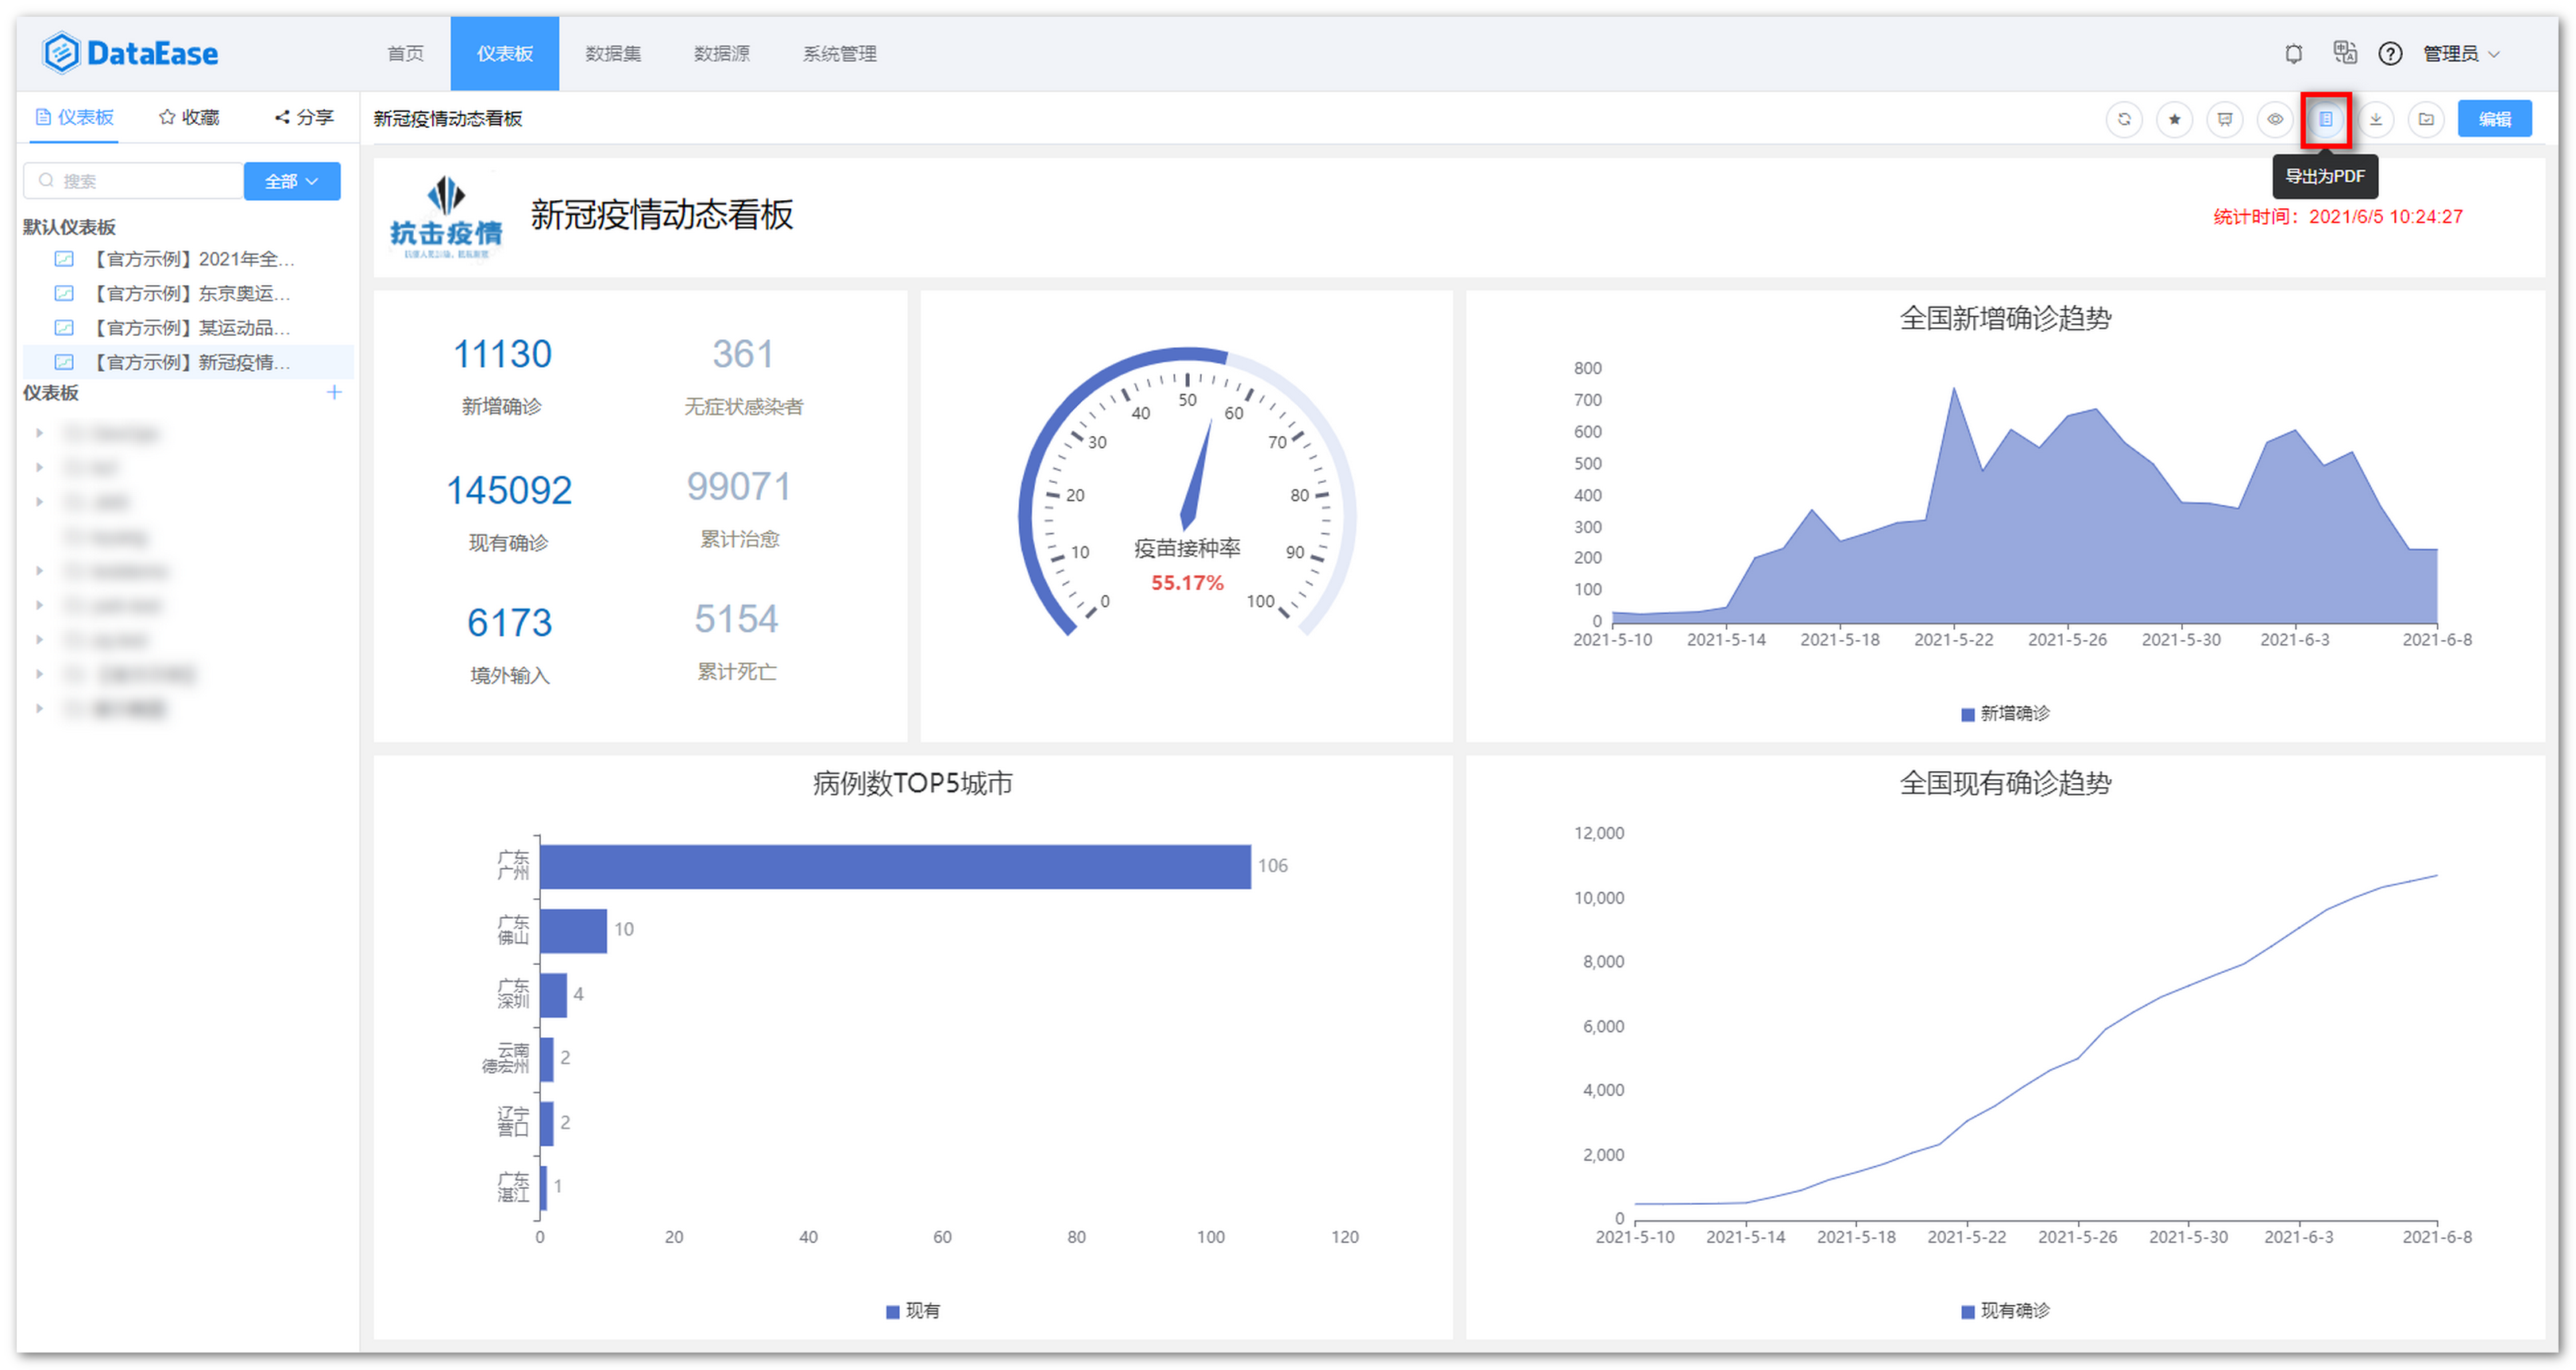 DataEase
首页 仪表板 数据集 数据源 系统管理
管理员
仪表板 收藏 分享
新冠疫情动态看板
编辑
导出为PDF
搜索 全部
默认仪表板
【官方示例】2021年全...
【官方示例】东京奥运...
【官方示例】某运动品...
【官方示例】新冠疫情...
仪表板
抗击疫情
新冠疫情动态看板
统计时间：2021/6/5 10:24:27
11130
新增确诊
361
无症状感染者
145092
现有确诊
99071
累计治愈
6173
境外输入
5154
累计死亡
0
10
20
30
40
50
60
70
80
90
100
疫苗接种率
55.17%
全国新增确诊趋势
800
700
600
500
400
300
200
100
0
2021-5-10 2021-5-14 2021-5-18 2021-5-22 2021-5-26 2021-5-30 2021-6-3 2021-6-8
新增确诊
病例数TOP5城市
广东
广州
106
广东
佛山
10
广东
深圳
4
云南
德宏州
2
辽宁
营口
2
广东
湛江
1
0 20 40 60 80 100 120
现有
全国现有确诊趋势
12,000
10,000
8,000
6,000
4,000
2,000
0
2021-5-10 2021-5-14 2021-5-18 2021-5-22 2021-5-26 2021-5-30 2021-6-3 2021-6-8
现有确诊